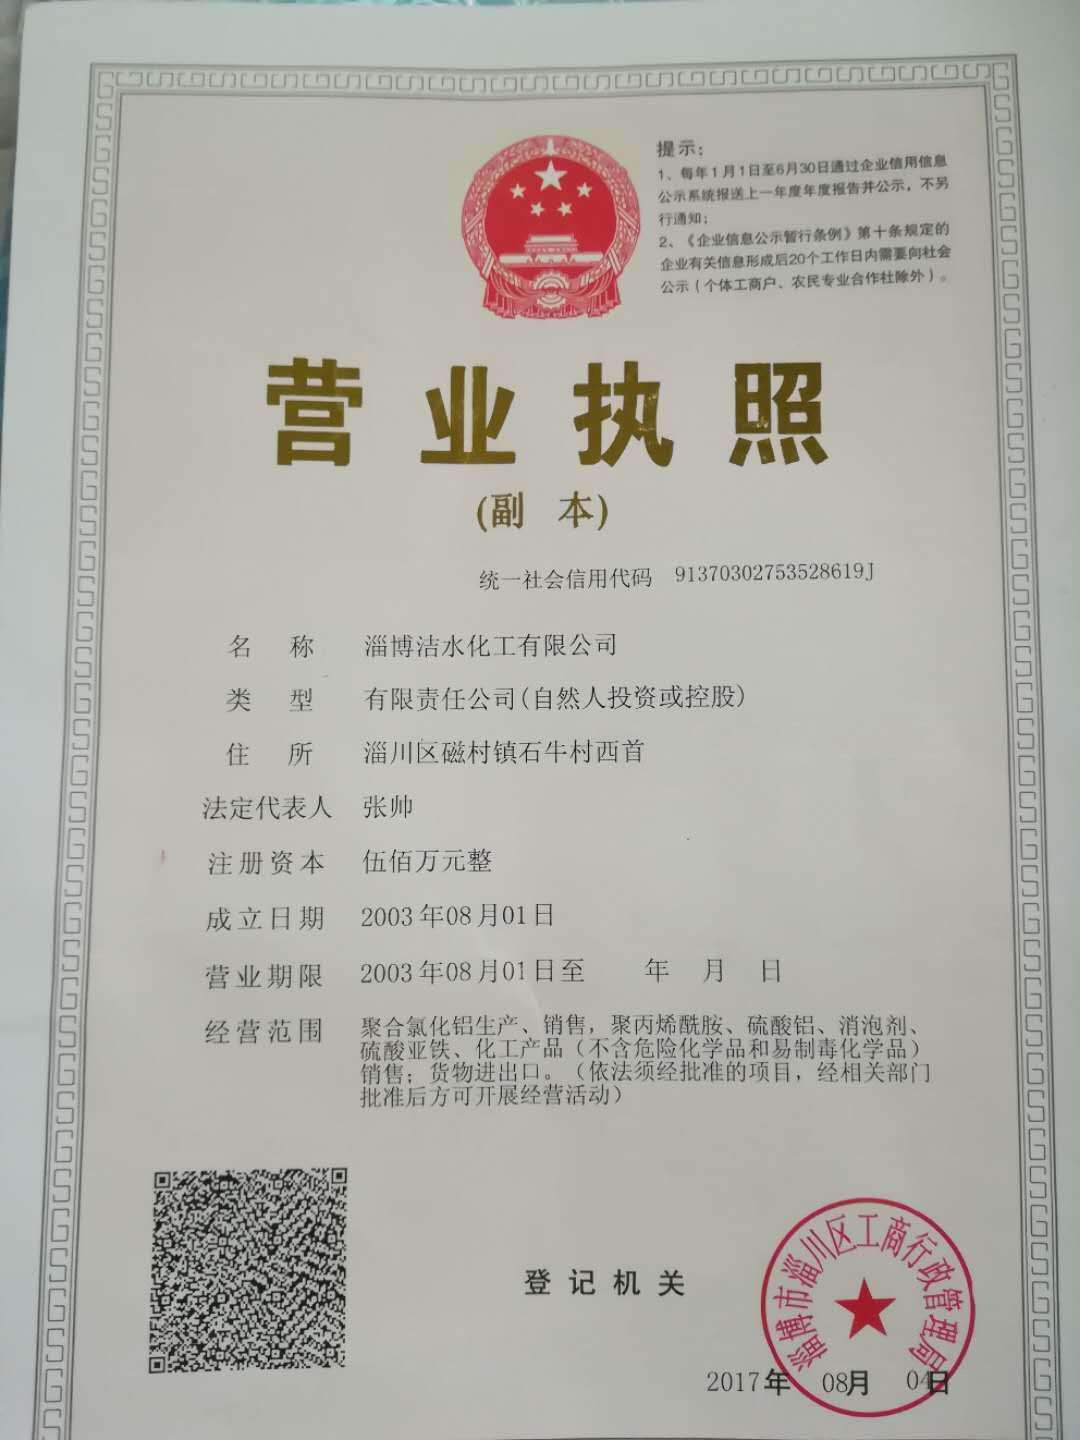 提示：
1、每年1月1日至6月30日通过企业信用信息
公示系统报送上一年度年度报告并公示，不另
行通知；
2、《企业信息公示暂行条例》第十条规定的
企业有关信息形成后20个工作日内需要向社会
公示（个体工商户、农民专业合作社除外）。
营业执照
(副 本)
统一社会信用代码 91370302753528619J
名称 淄博洁水化工有限公司
类型 有限责任公司(自然人投资或控股)
住所 淄川区磁村镇石牛村西首
法定代表人 张帅
注册资本 伍佰万元整
成立日期 2003年08月01日
营业期限 2003年08月01日至 年 月 日
经营范围 聚合氯化铝生产、销售，聚丙烯酰胺、硫酸铝、消泡剂、
硫酸亚铁、化工产品（不含危险化学品和易制毒化学品）
销售；货物进出口。（依法须经批准的项目，经相关部门
批准后方可开展经营活动）
登记机关
淄博市淄川区工商行政管理局
2017年 08月 04日